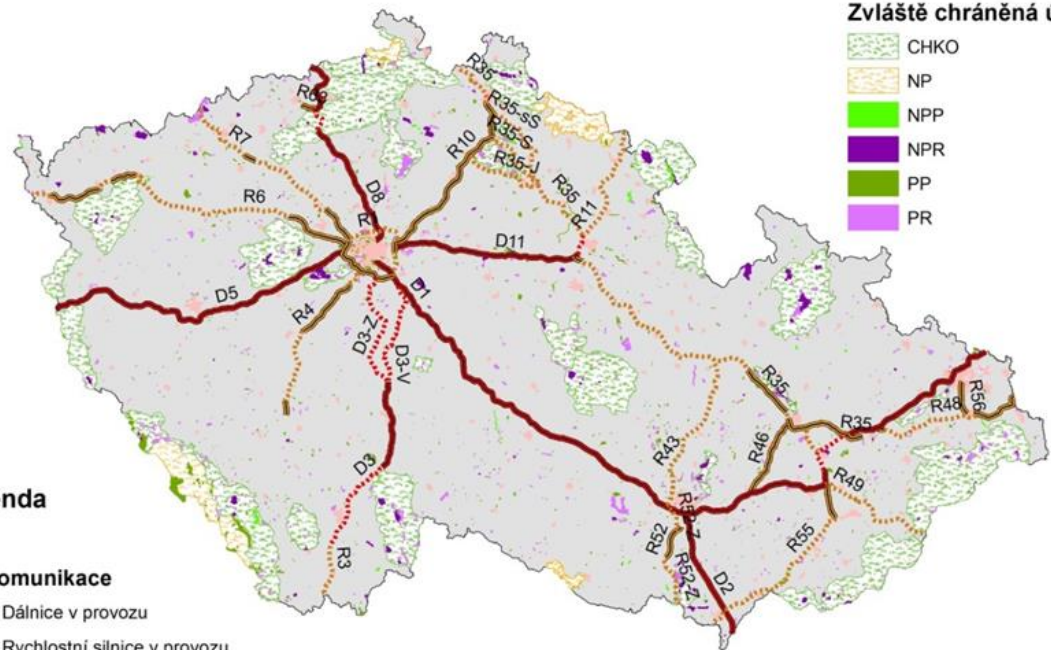 Zvláště chráněná ú
CHKO
NP
NPP
NPR
PP
PR
R35
R63
R35-sS
R7
R35-S
R10
R35-J
D8
R6
R35
R1
R11
D11
D5
D1
R4
D3-Z
D3-V
R35
R48
R56
R35
R43
R46
D3
R49
R52
R55
R3
R52-Z
D2
enda
omunikace
Dálnice v provozu
Rychlostní silnice v provozu